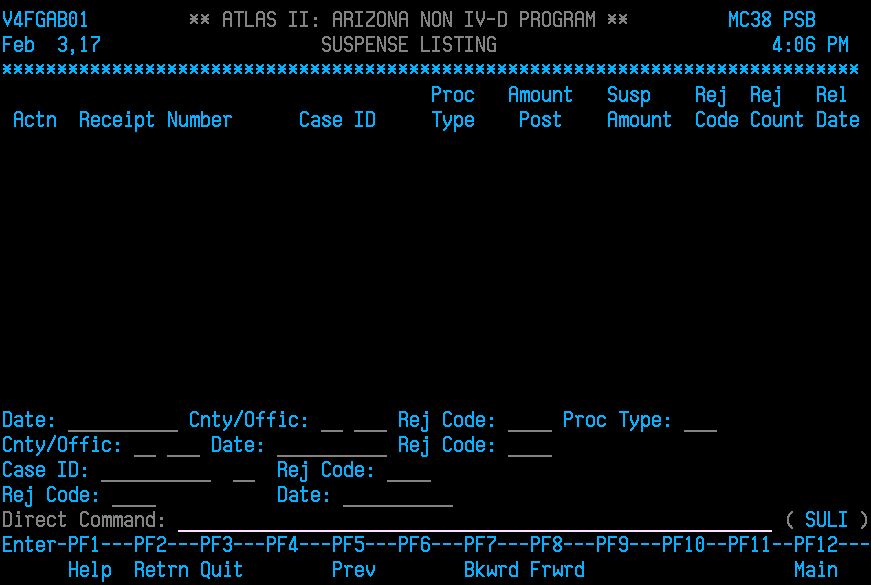 V4FGAB01 ** ATLAS II: ARIZONA NON IV-D PROGRAM ** MC38 PSB
Feb 3,17 SUSPENSE LISTING 4:06 PM
******************************************************************************
Proc Amount Susp Rej Rej Rel
Actn Receipt Number Case ID Type Post Amount Code Count Date
Date: __________ Cnty/Offic: __ ___ Rej Code: ____ Proc Type: ___
Cnty/Offic: __ ___ Date: __________ Rej Code: ____
Case ID: __________ __ Rej Code: ____
Rej Code: ____ Date: __________
Direct Command: ______________________________________________________ ( SULI )
Enter-PF1---PF2---PF3---PF4---PF5---PF6---PF7---PF8---PF9---PF10--PF11--PF12---
Help Retrn Quit Prev Bkwrd Frwrd Main